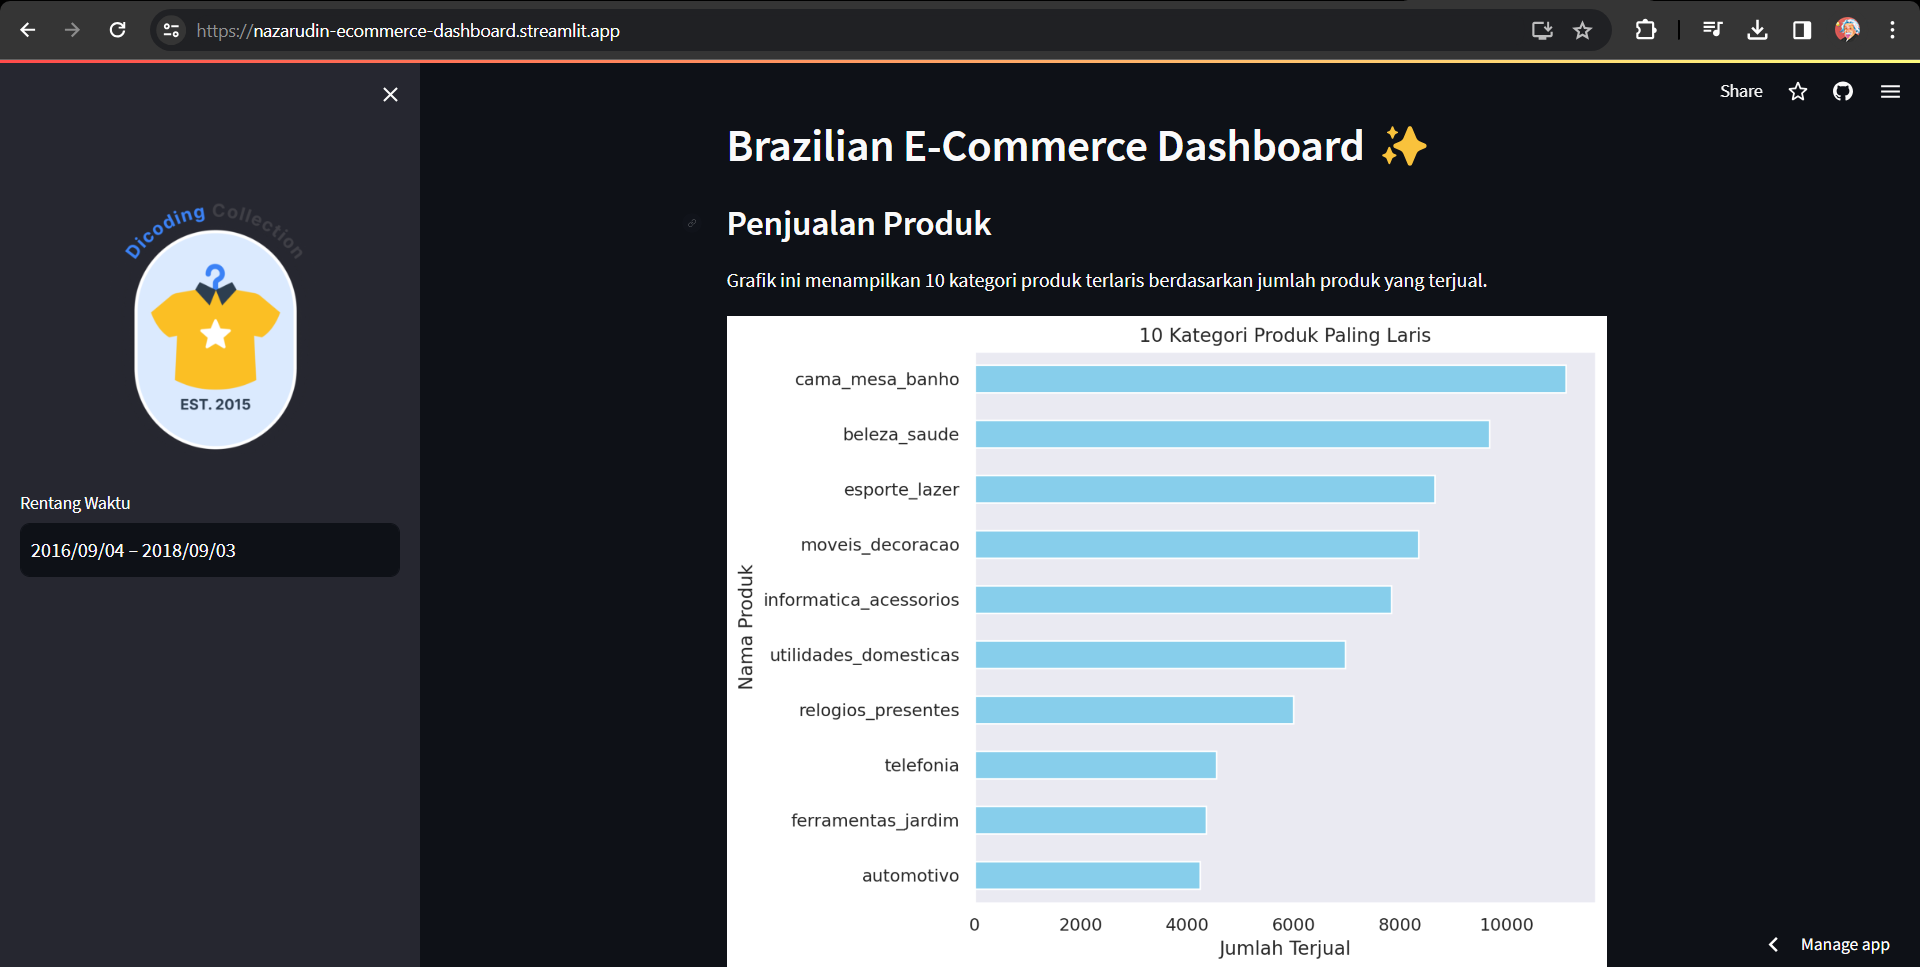 https://nazarudin-ecommerce-dashboard.streamlit.app
Share
Dicoding Collection
EST. 2015
Rentang Waktu
2016/09/04 – 2018/09/03
Brazilian E-Commerce Dashboard ✨
Penjualan Produk
Grafik ini menampilkan 10 kategori produk terlaris berdasarkan jumlah produk yang terjual.
10 Kategori Produk Paling Laris
Nama Produk
cama_mesa_banho
beleza_saude
esporte_lazer
moveis_decoracao
informatica_acessorios
utilidades_domesticas
relogios_presentes
telefonia
ferramentas_jardim
automotivo
0 2000 4000 6000 8000 10000
Jumlah Terjual
Manage app